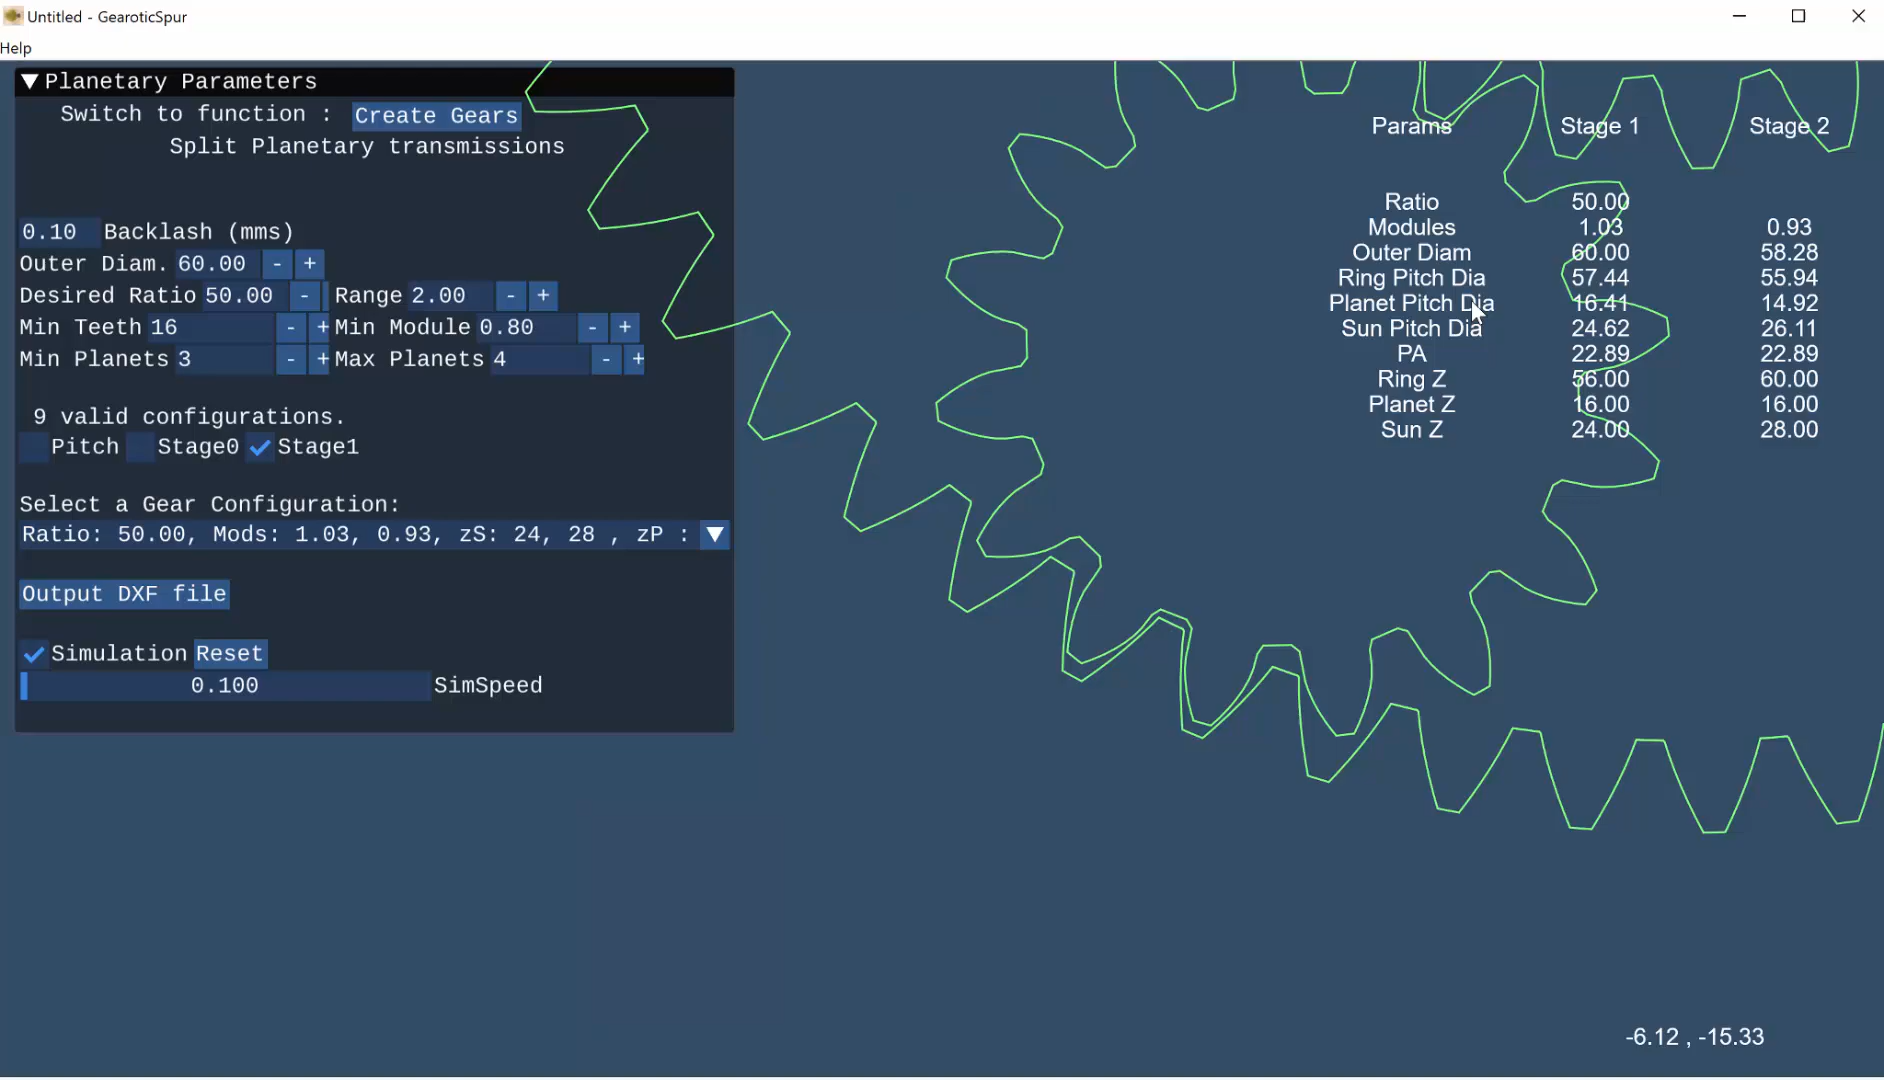 Untitled - GearoticSpur
Help
Planetary Parameters
Switch to function : Create Gears
Split Planetary transmissions
0.10 Backlash (mms)
Outer Diam. 60.00 - +
Desired Ratio 50.00 - Range 2.00 - +
Min Teeth 16 - + Min Module 0.80 - +
Min Planets 3 - + Max Planets 4 - +
9 valid configurations.
Pitch Stage0 Stage1
Select a Gear Configuration:
Ratio: 50.00, Mods: 1.03, 0.93, zS: 24, 28 , zP :
Output DXF file
Simulation Reset
0.100 SimSpeed
Params Stage 1 Stage 2
Ratio 50.00
Modules 1.03 0.93
Outer Diam 60.00 58.28
Ring Pitch Dia 57.44 55.94
Planet Pitch Dia 16.41 14.92
Sun Pitch Dia 24.62 26.11
PA 22.89 22.89
Ring Z 56.00 60.00
Planet Z 16.00 16.00
Sun Z 24.00 28.00
-6.12 , -15.33